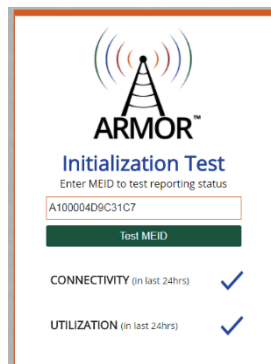 ARMOR™
Initialization Test
Enter MEID to test reporting status
A100004D9C31C7
Test MEID
CONNECTIVITY (in last 24hrs)
UTILIZATION (in last 24hrs)